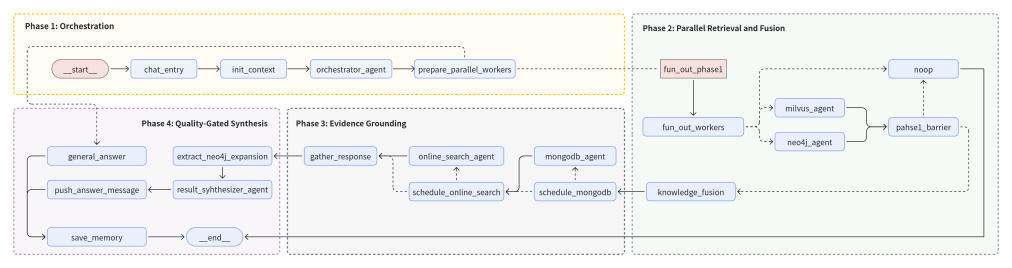 Phase 1: Orchestration
__start__
chat_entry
init_context
orchestrator_agent
prepare_parallel_workers
Phase 2: Parallel Retrieval and Fusion
fun_out_phase1
noop
fun_out_workers
milvus_agent
neo4j_agent
pahse1_barrier
knowledge_fusion
Phase 3: Evidence Grounding
gather_response
online_search_agent
mongodb_agent
schedule_online_search
schedule_mongodb
Phase 4: Quality-Gated Synthesis
general_answer
extract_neo4j_expansion
push_answer_message
result_syhthesizer_agent
save_memory
__end__